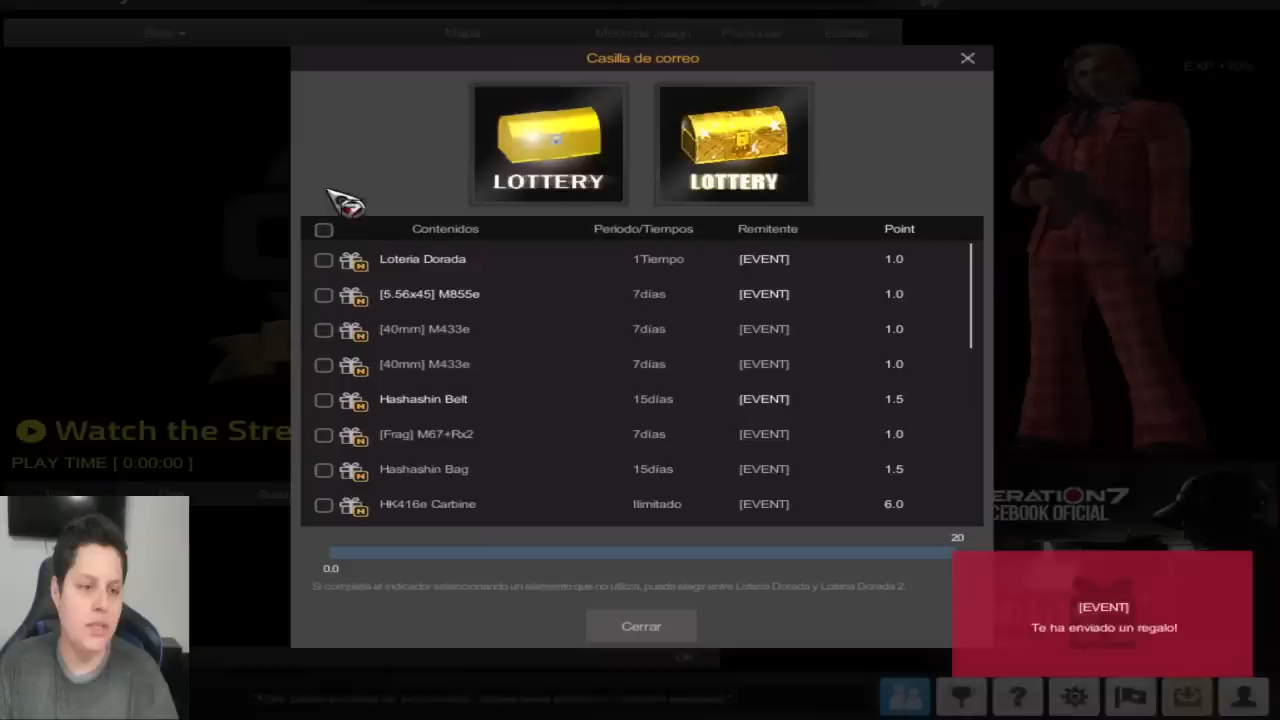 Mapa
EXP +70%
Casilla de correo
LOTTERY LOTTERY
Contenidos Periodo/Tiempos Remitente Point
Loteria Dorada 1Tiempo [EVENT] 1.0
[5.56x45] M855e 7días [EVENT] 1.0
[40mm] M433e 7días [EVENT] 1.0
[40mm] M433e 7días [EVENT] 1.0
Hashashin Belt 15días [EVENT] 1.5
[Frag] M67+Rx2 7días [EVENT] 1.0
Hashashin Bag 15días [EVENT] 1.5
HK416e Carbine Ilimitado [EVENT] 6.0
Watch the Stre
PLAY TIME [ 0:00:00 ]
ERATION7
CEBOOK OFICIAL
20
0.0
Si completa el indicador seleccionando un elemento que no utiliza, puede elegir entre Loteria Dorada y Loteria Dorada 2.
Cerrar
[EVENT]
Te ha enviado un regalo!